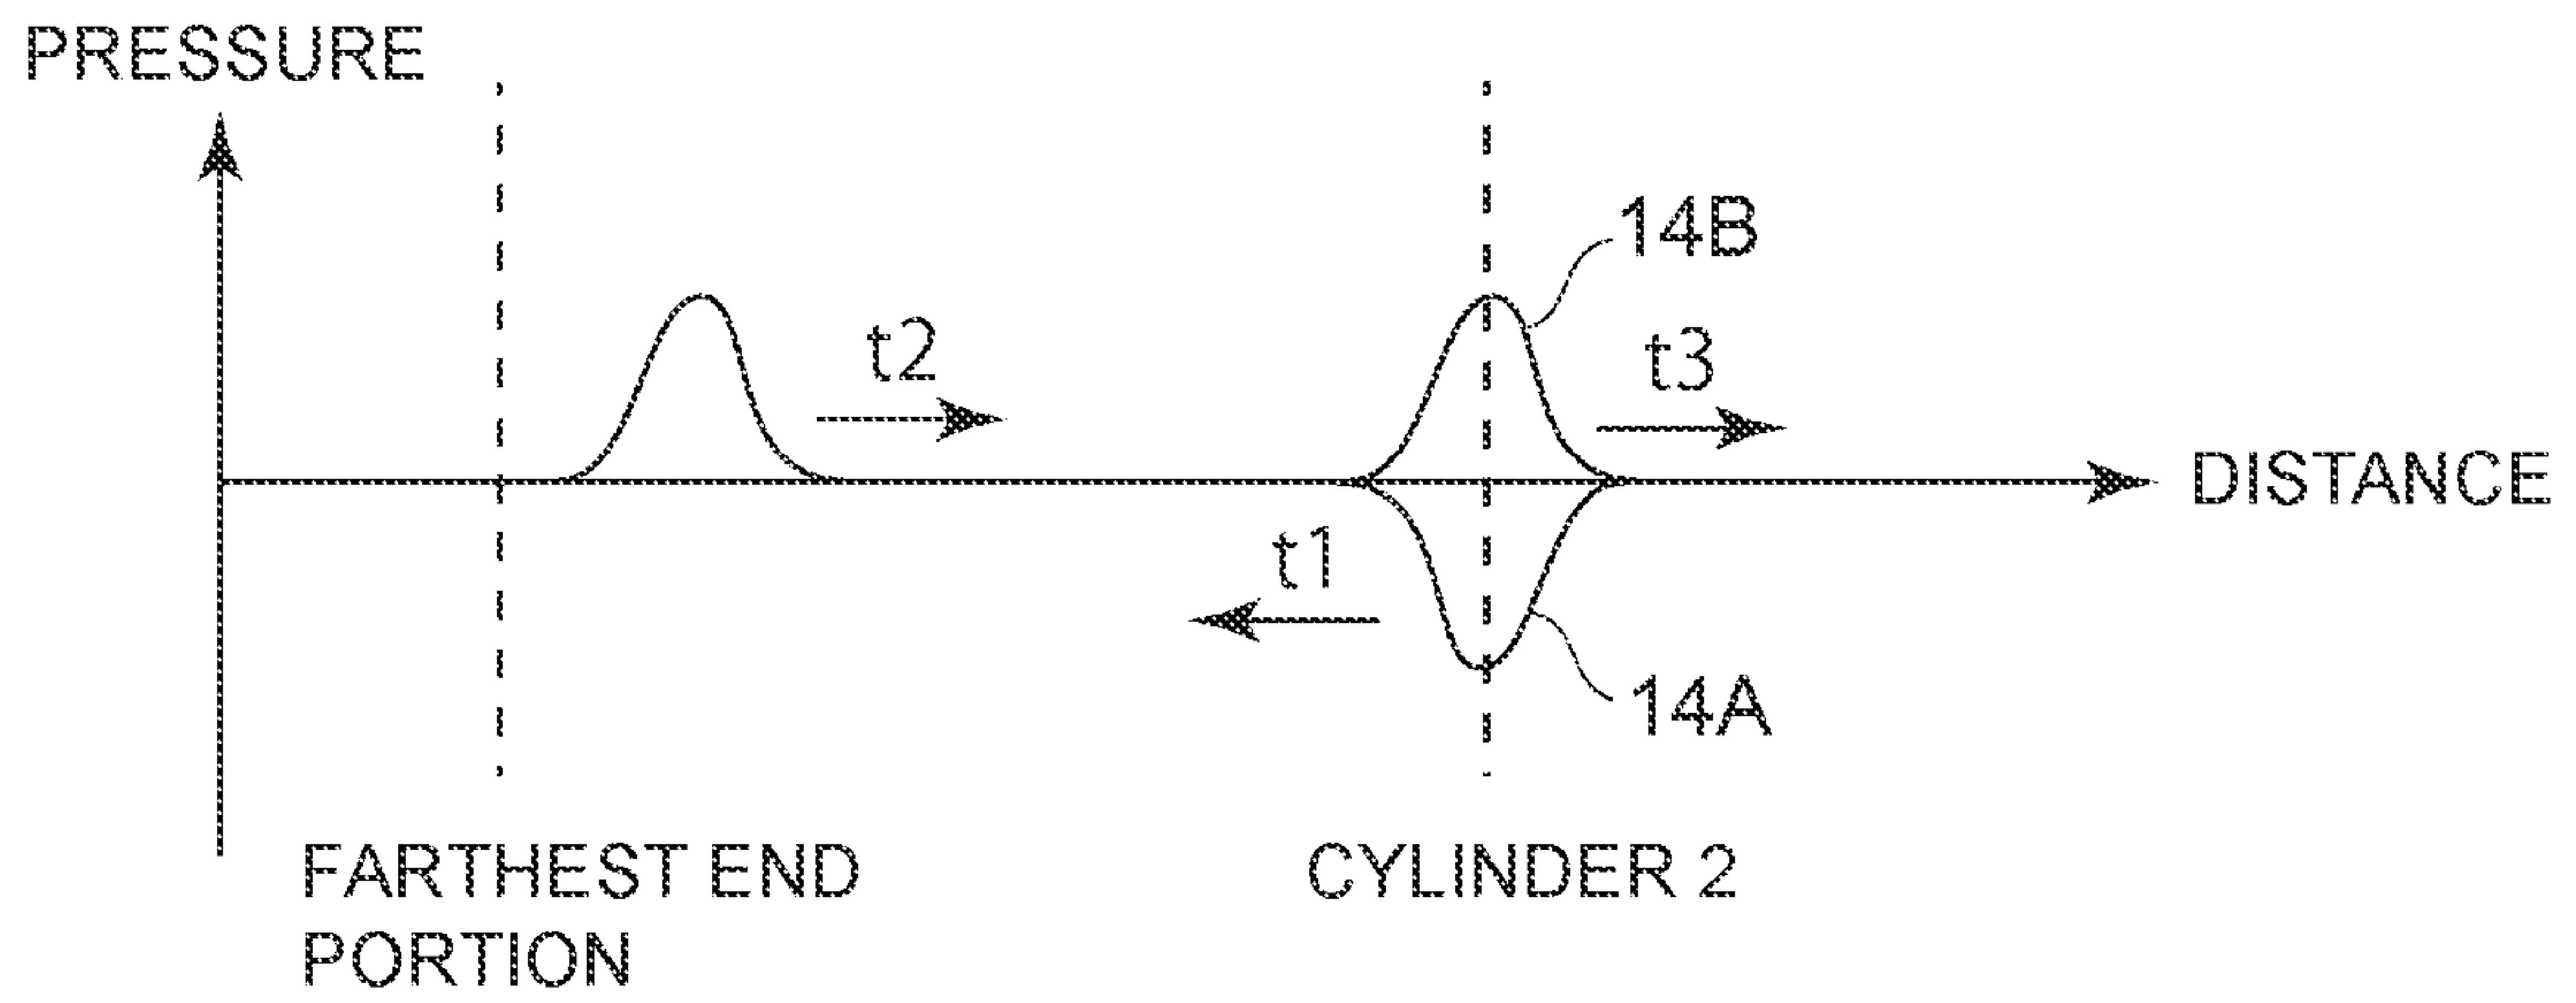 PRESSURE
14B
t2
t3
DISTANCE
t1
14A
FARTHEST END
PORTION
CYLINDER 2